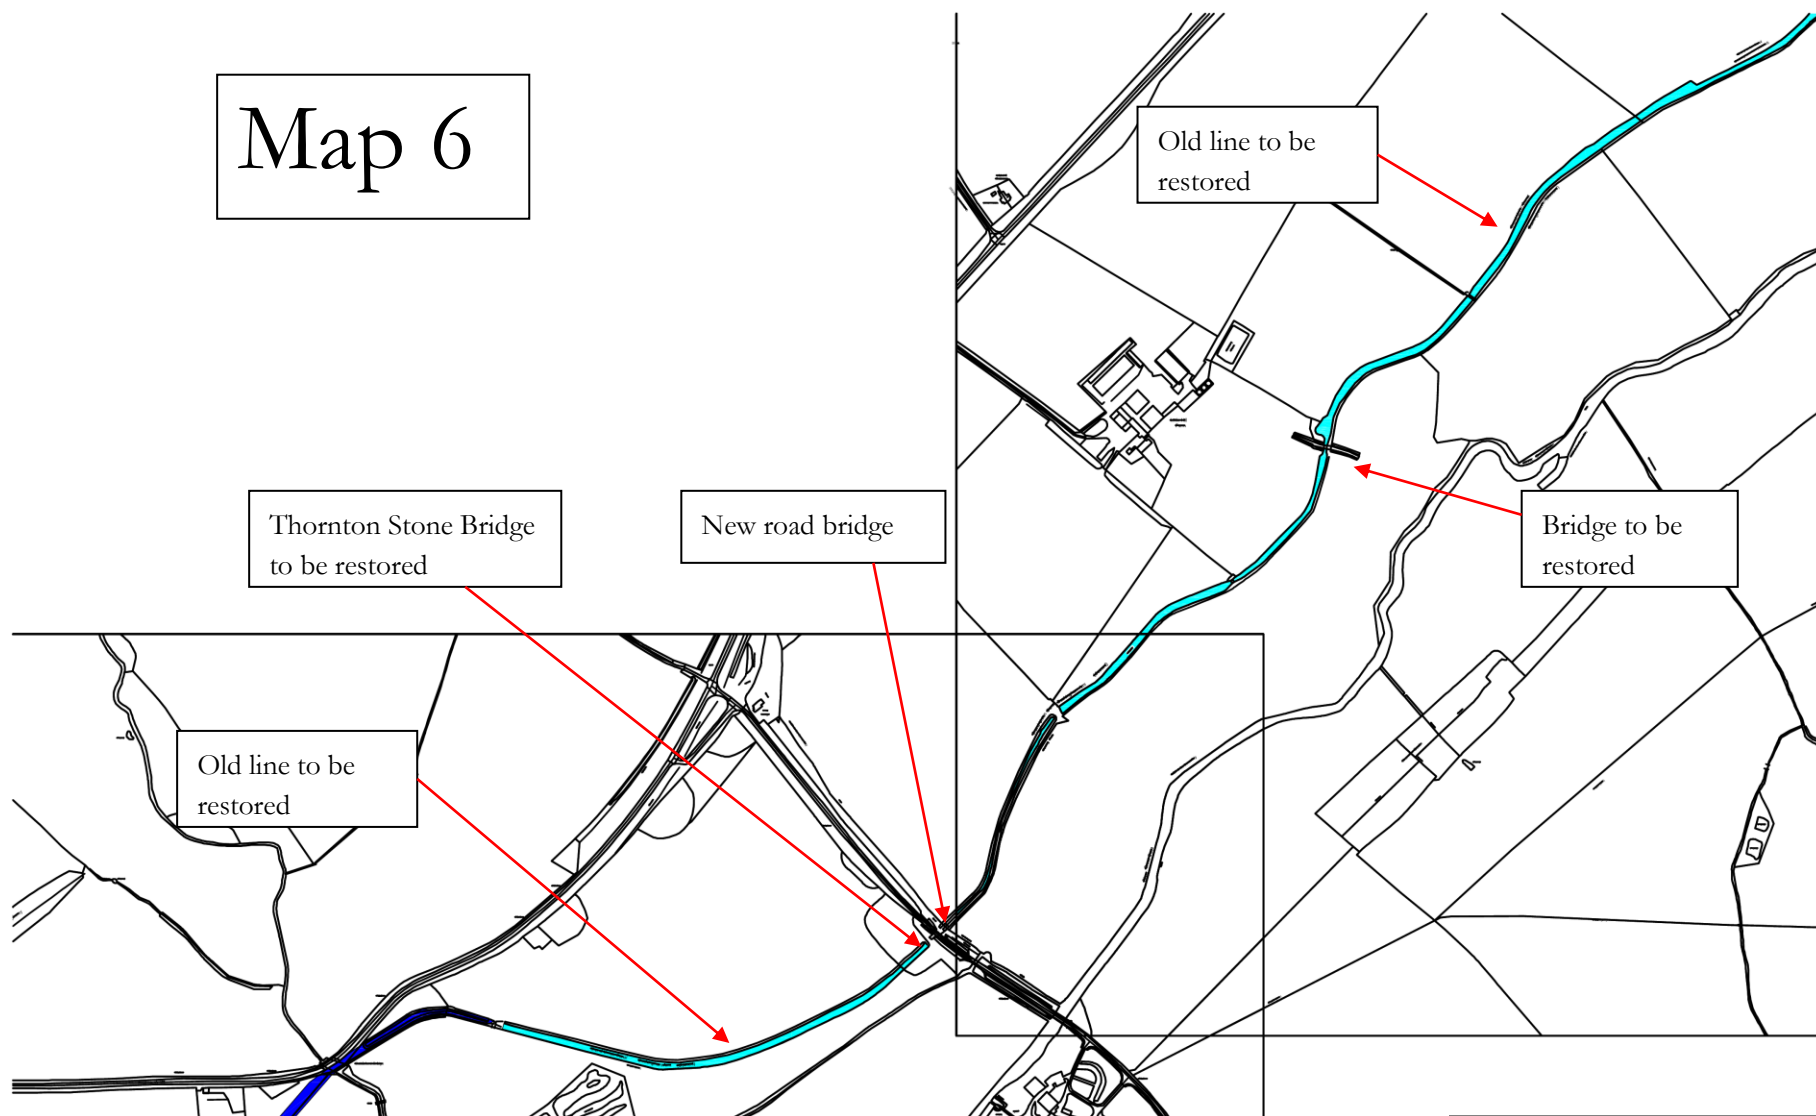 Map 6
Old line to be
restored
Thornton Stone Bridge
to be restored
New road bridge
Bridge to be
restored
Old line to be
restored